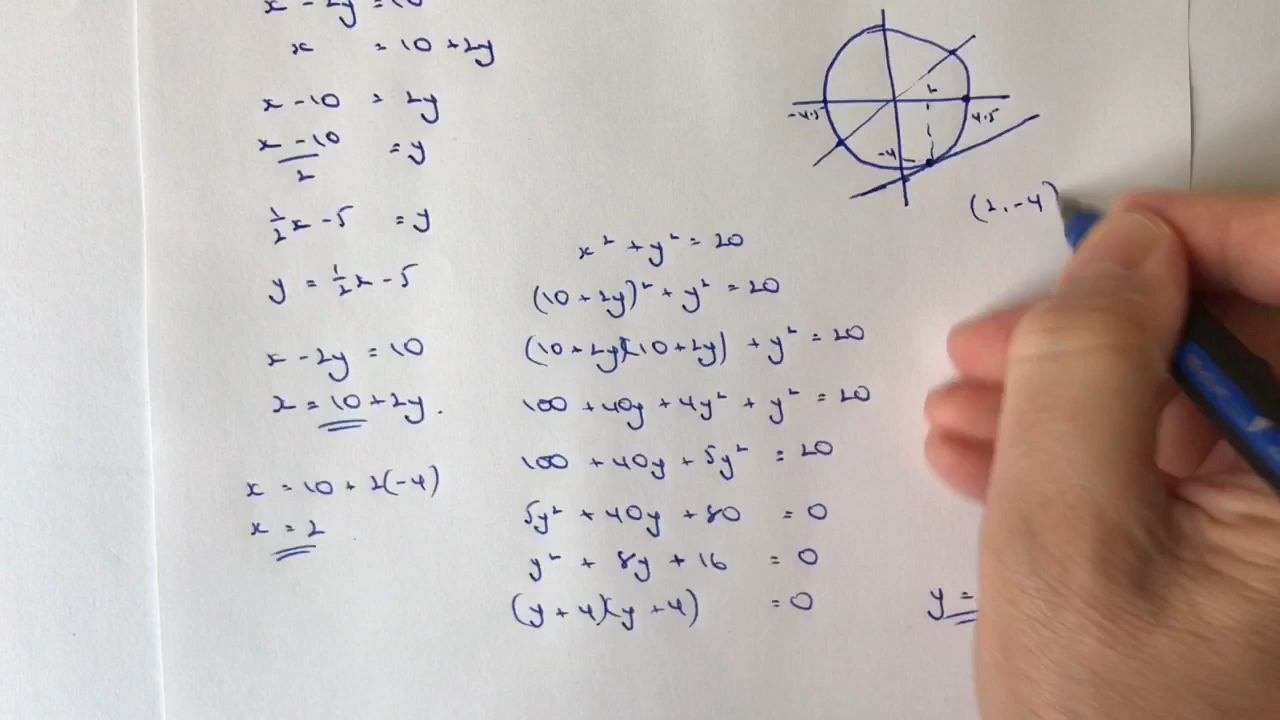 x - 2y = 10
x = 10 + 2y
x - 10 = 2y
x - 10
2
= y
½x - 5 = y
y = ½x - 5
x - 2y = 10
x = 10 + 2y.
x = 10 + 2(-4)
x = 2
x² + y² = 20
(10 + 2y)² + y² = 20
(10 + 2y)(10 + 2y) + y² = 20
100 + 40y + 4y² + y² = 20
100 + 40y + 5y² = 20
5y² + 40y + 80 = 0
y² + 8y + 16 = 0
(y + 4)(y + 4) = 0
2
-4.5
4.5
-4
(2, -4)
y =